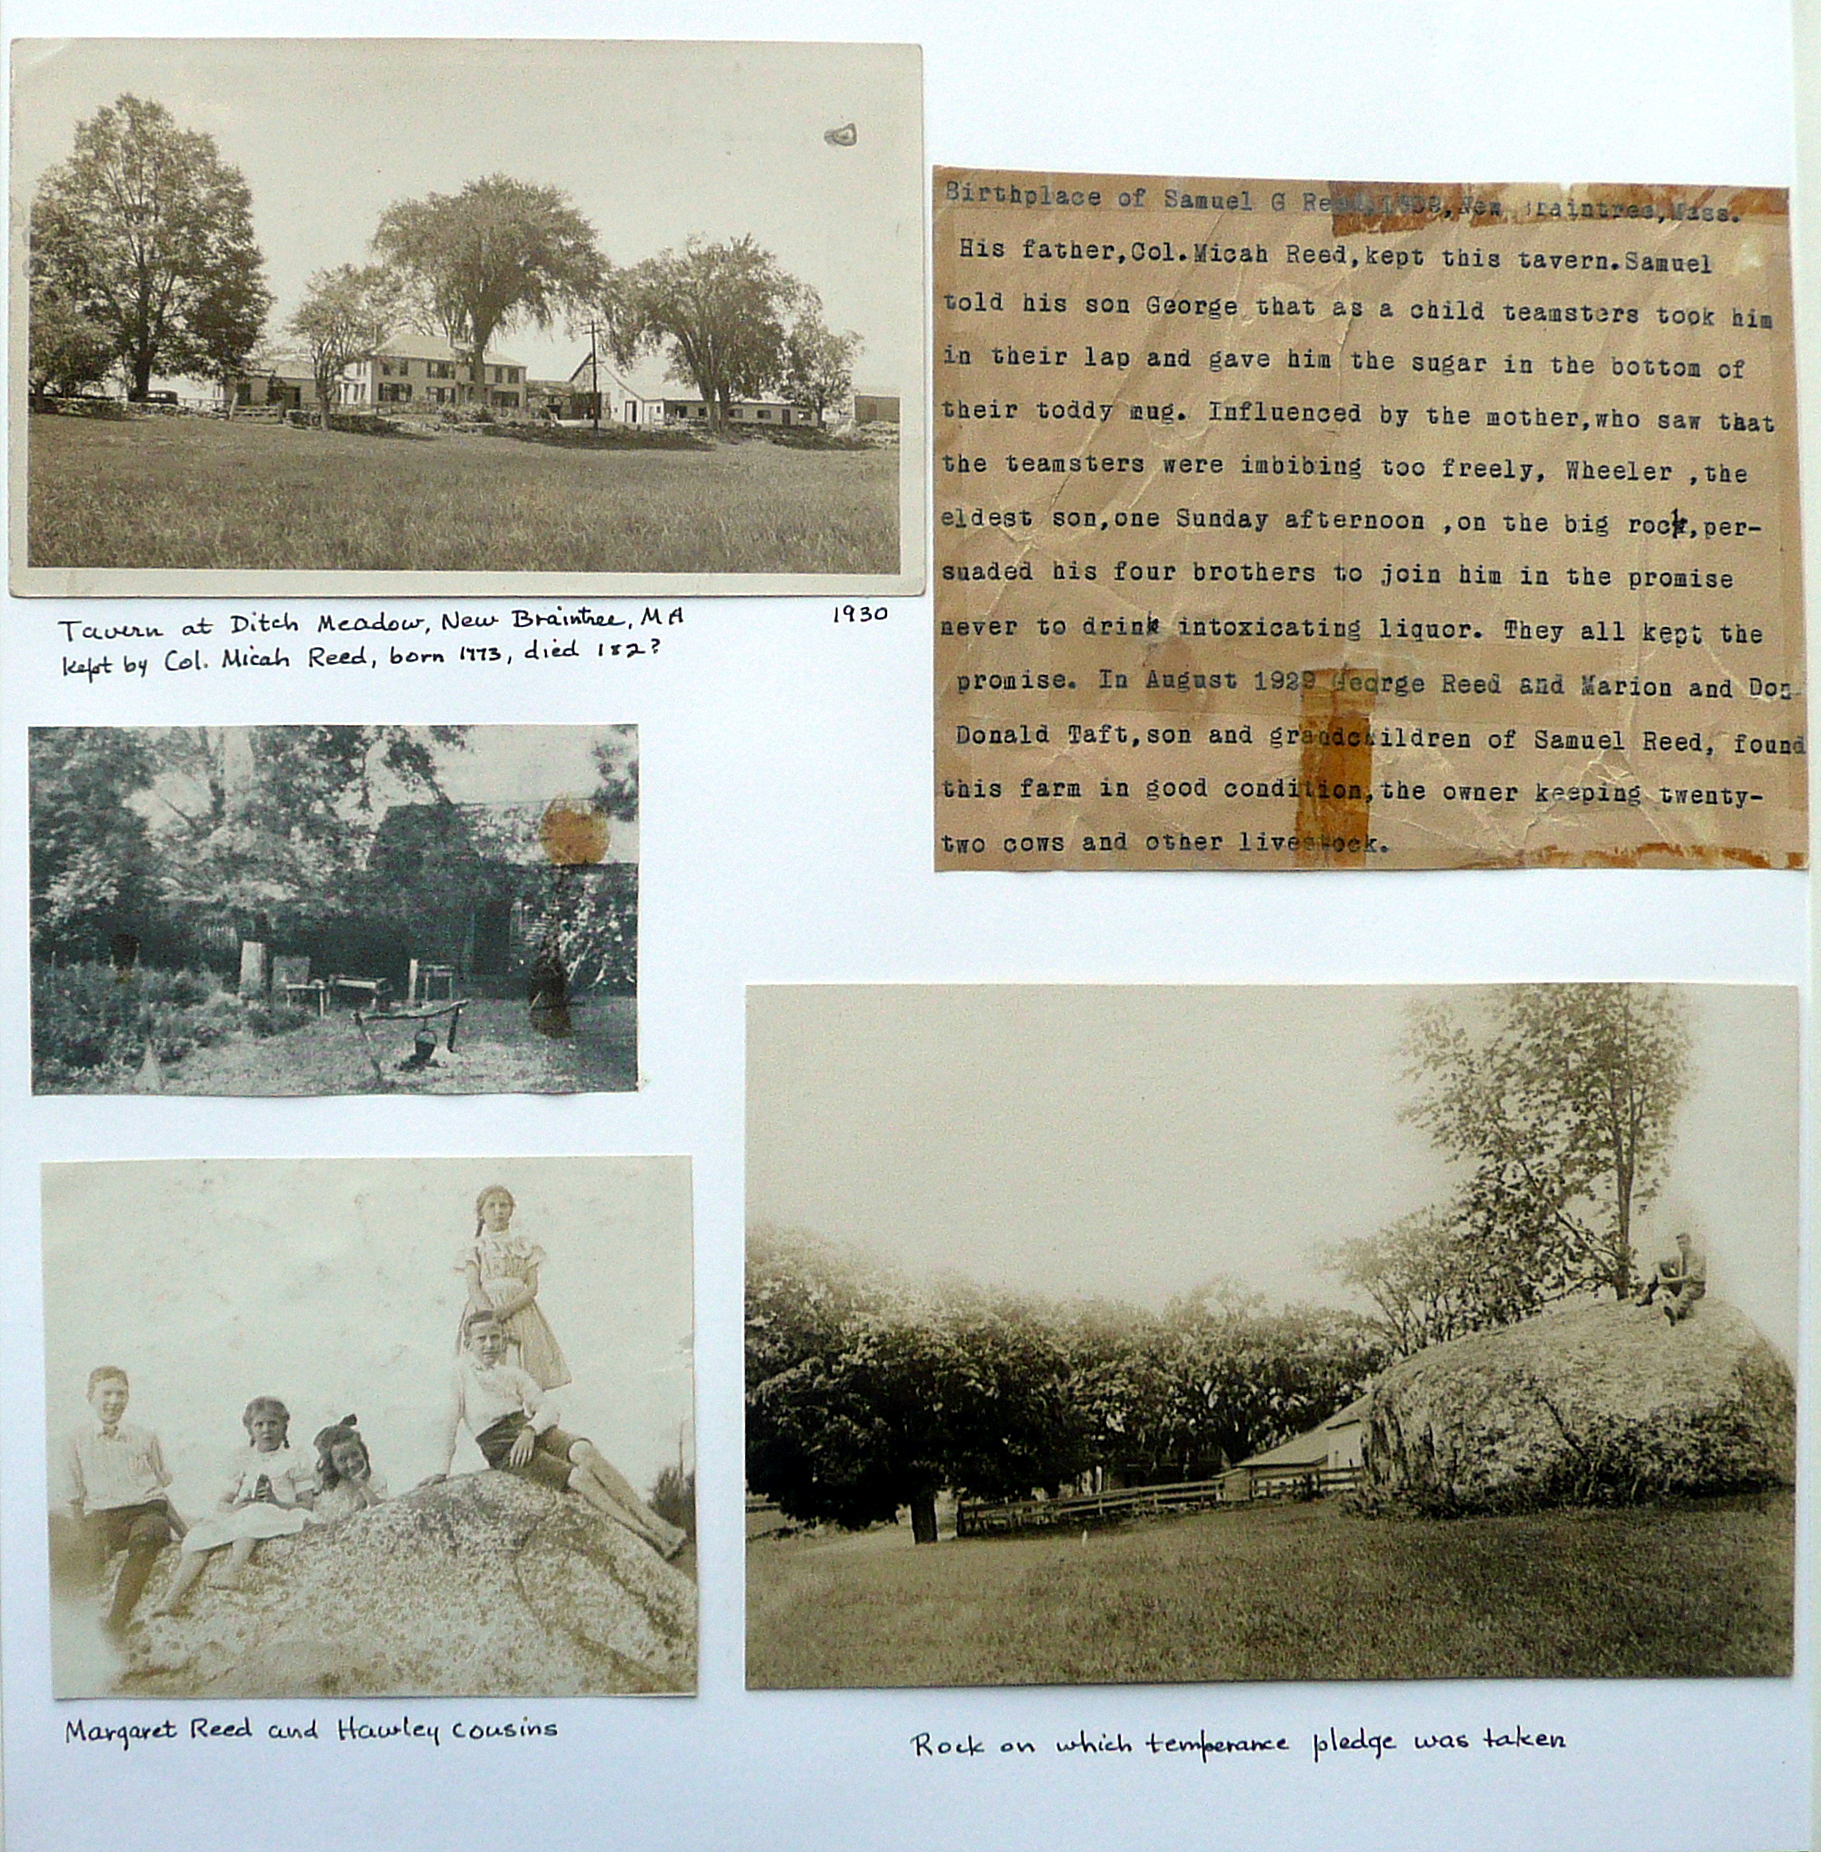 Tavern at Ditch Meadow, New Braintree, MA 1930
kept by Col. Micah Reed, born 1773, died 182?
Birthplace of Samuel G Reed, New Braintree, Mass.
His father,Col.Micah Reed,kept this tavern.Samuel
told his son George that as a child teamsters took him
in their lap and gave him the sugar in the bottom of
their toddy mug. Influenced by the mother,who saw that
the teamsters were imbibing too freely, Wheeler ,the
eldest son,one Sunday afternoon ,on the big rock,per-
suaded his four brothers to join him in the promise
never to drink intoxicating liquor. They all kept the
promise. In August 1929 George Reed and Marion and Don
Donald Taft,son and grandchildren of Samuel Reed, found
this farm in good condition,the owner keeping twenty-
two cows and other livestock.
Margaret Reed and Hawley cousins
Rock on which temperance pledge was taken